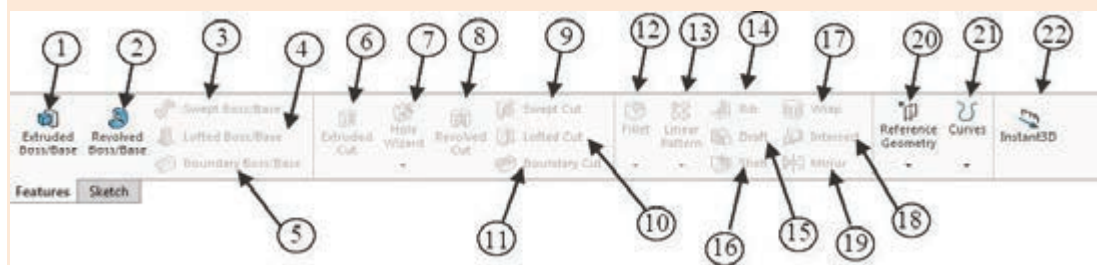 1 2 3 4 6 7 8 9 12 13 14 17 20 21 22
Extruded Boss/Base
Revolved Boss/Base
Swept Boss/Base
Lofted Boss/Base
Boundary Boss/Base
Extruded Cut
Hole Wizard
Revolved Cut
Swept Cut
Lofted Cut
Boundary Cut
Fillet
Linear Pattern
Rib
Draft
Shell
Wrap
Intersect
Mirror
Reference Geometry
Curves
Instant3D
Features Sketch
5 11 10 16 15 19 18